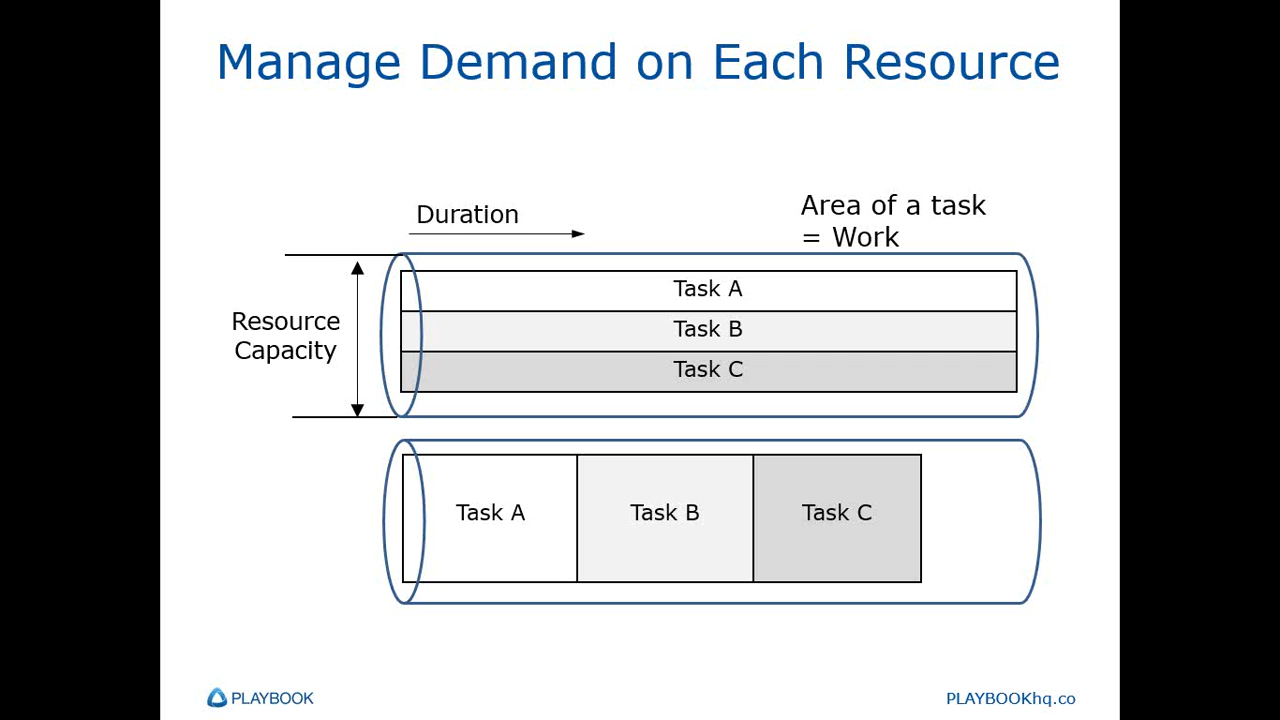 Manage Demand on Each Resource
Duration
Area of a task
= Work
Resource
Capacity
Task A
Task B
Task C
Task A
Task B
Task C
PLAYBOOK
PLAYBOOKhq.co